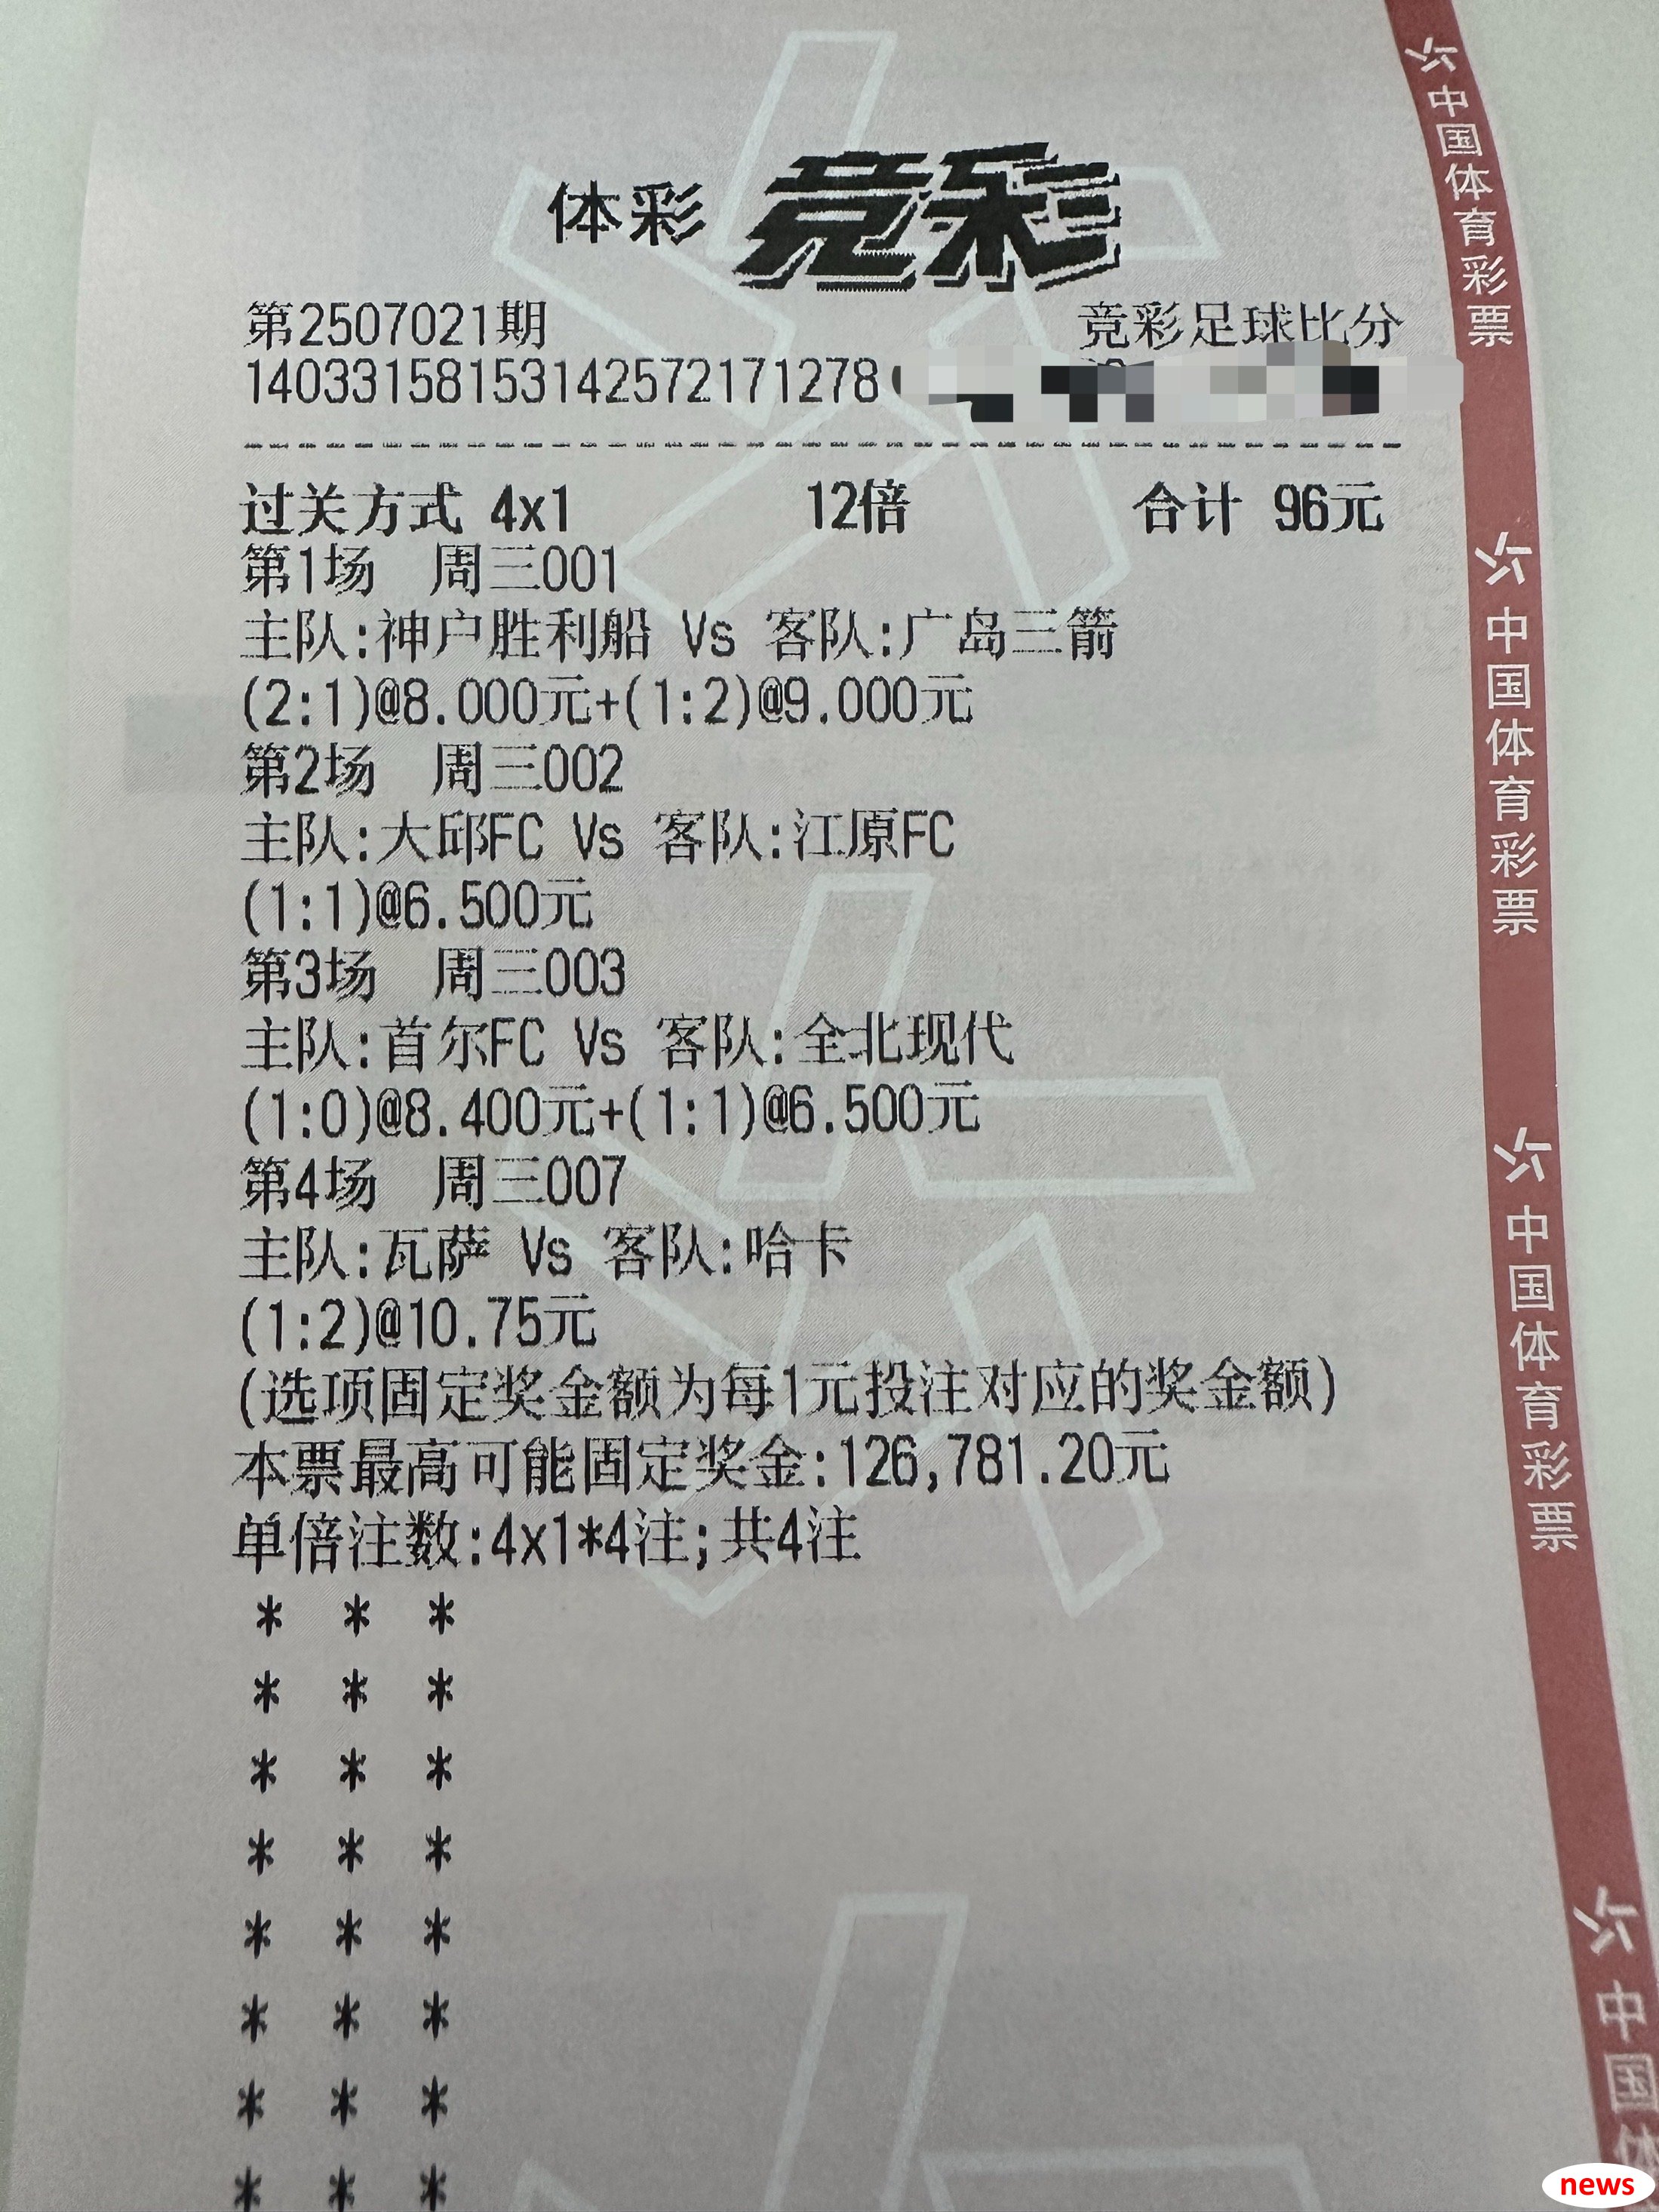 体彩 竞彩
第2507021期 竞彩足球比分
14033158153142572171278
过关方式 4x1 12倍 合计 96元
第1场 周三001
主队:神户胜利船 Vs 客队:广岛三箭
(2:1)@8.000元+(1:2)@9.000元
第2场 周三002
主队:大邱FC Vs 客队:江原FC
(1:1)@6.500元
第3场 周三003
主队:首尔FC Vs 客队:全北现代
(1:0)@8.400元+(1:1)@6.500元
第4场 周三007
主队:瓦萨 Vs 客队:哈卡
(1:2)@10.75元
(选项固定奖金额为每1元投注对应的奖金额)
本票最高可能固定奖金:126,781.20元
单倍注数:4x1*4注;共4注
* * *
* * *
* * *
* * *
* * *
* * *
* * *
* * *
中国体育彩票
中国体育彩票
中国体育彩票
中国体
news